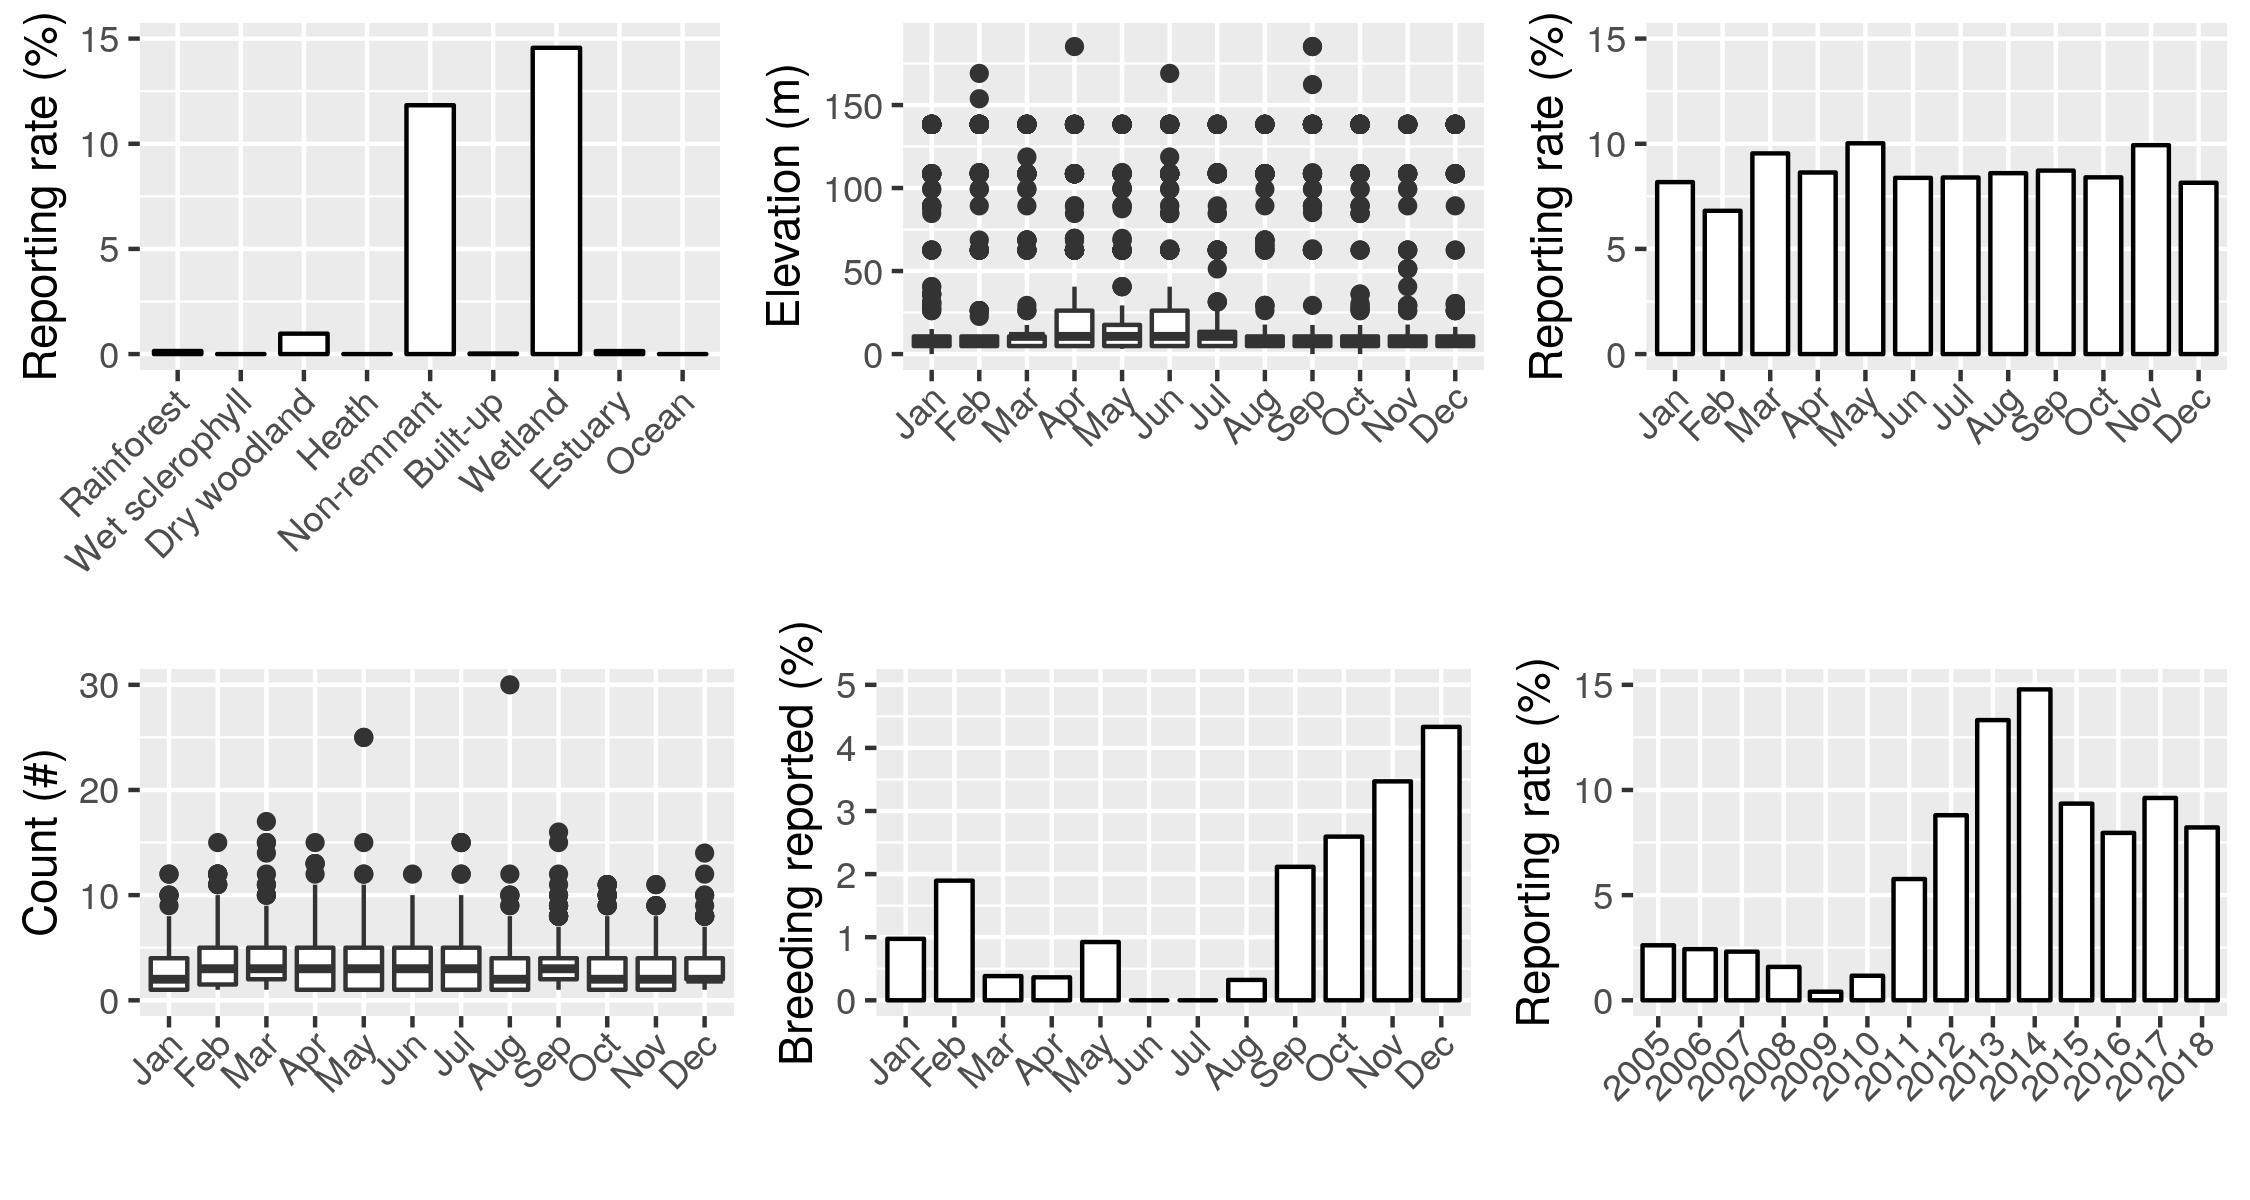 Reporting rate (%)
15
10
5
0
Rainforest
Wet sclerophyll
Dry woodland
Heath
Non-remnant
Built-up
Wetland
Estuary
Ocean
Elevation (m)
150
100
50
0
Jan
Feb
Mar
Apr
May
Jun
Jul
Aug
Sep
Oct
Nov
Dec
Reporting rate (%)
15
10
5
0
Jan
Feb
Mar
Apr
May
Jun
Jul
Aug
Sep
Oct
Nov
Dec
Count (#)
30
20
10
0
Jan
Feb
Mar
Apr
May
Jun
Jul
Aug
Sep
Oct
Nov
Dec
Breeding reported (%)
5
4
3
2
1
0
Jan
Feb
Mar
Apr
May
Jun
Jul
Aug
Sep
Oct
Nov
Dec
Reporting rate (%)
15
10
5
0
2005
2006
2007
2008
2009
2010
2011
2012
2013
2014
2015
2016
2017
2018